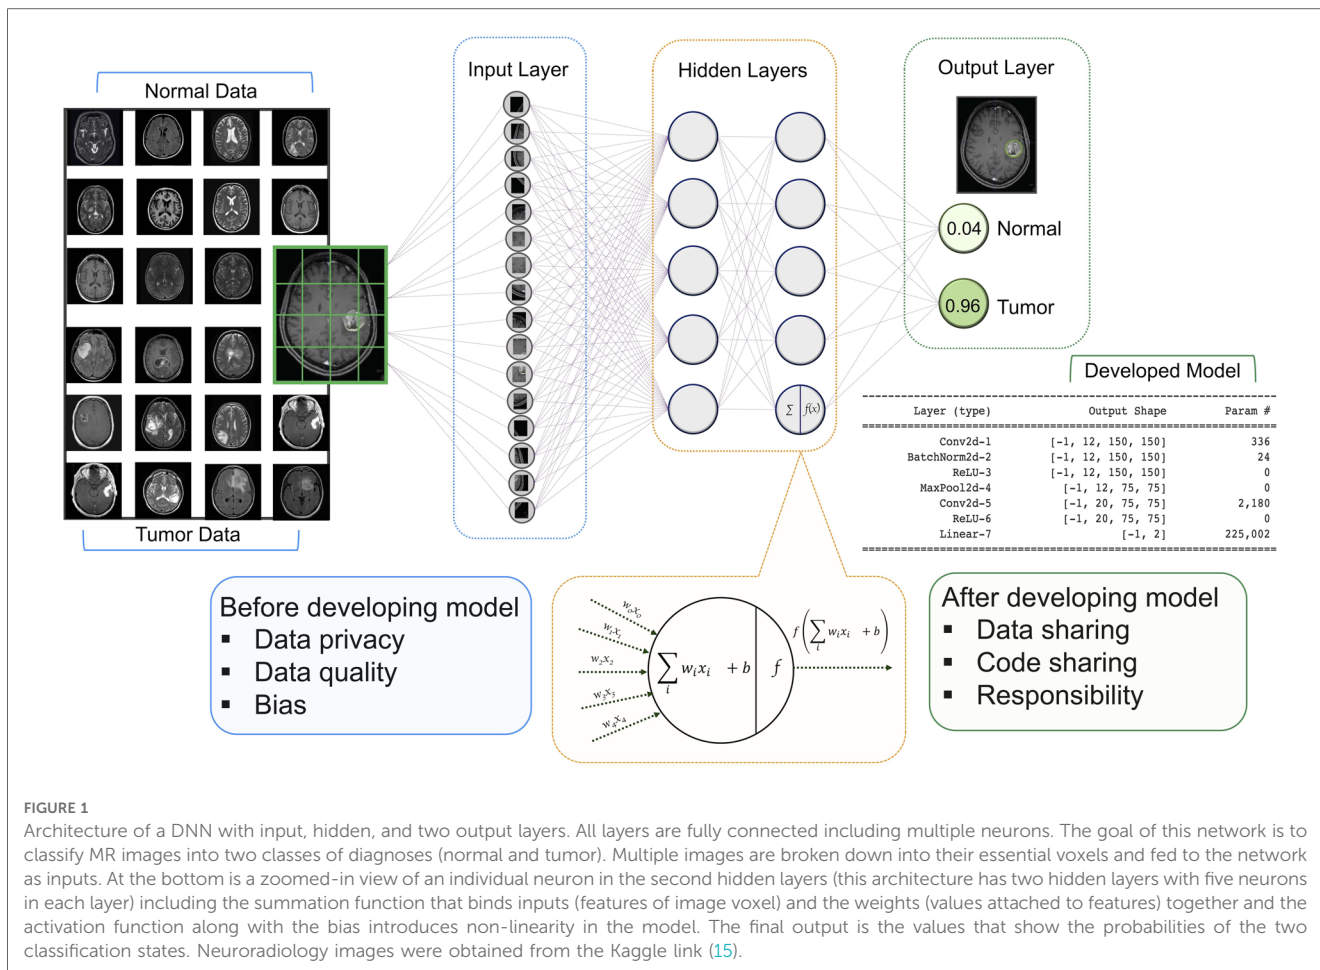 Normal Data
Tumor Data
Input Layer
Hidden Layers
Σ f(x)
Output Layer
0.04 Normal
0.96 Tumor
Developed Model
Layer (type) Output Shape Param #
Conv2d-1 [-1, 12, 150, 150] 336
BatchNorm2d-2 [-1, 12, 150, 150] 24
ReLU-3 [-1, 12, 150, 150] 0
MaxPool2d-4 [-1, 12, 75, 75] 0
Conv2d-5 [-1, 20, 75, 75] 2,180
ReLU-6 [-1, 20, 75, 75] 0
Linear-7 [-1, 2] 225,002
Before developing model
▪ Data privacy
▪ Data quality
▪ Bias
w₀x₀
wᵢxᵢ
w₂x₂
w₃x₃
w₄x₄
∑ᵢ wᵢxᵢ + b f
f(∑ᵢ wᵢxᵢ + b)
After developing model
▪ Data sharing
▪ Code sharing
▪ Responsibility
FIGURE 1
Architecture of a DNN with input, hidden, and two output layers. All layers are fully connected including multiple neurons. The goal of this network is to
classify MR images into two classes of diagnoses (normal and tumor). Multiple images are broken down into their essential voxels and fed to the network
as inputs. At the bottom is a zoomed-in view of an individual neuron in the second hidden layers (this architecture has two hidden layers with five neurons
in each layer) including the summation function that binds inputs (features of image voxel) and the weights (values attached to features) together and the
activation function along with the bias introduces non-linearity in the model. The final output is the values that show the probabilities of the two
classification states. Neuroradiology images were obtained from the Kaggle link (15).